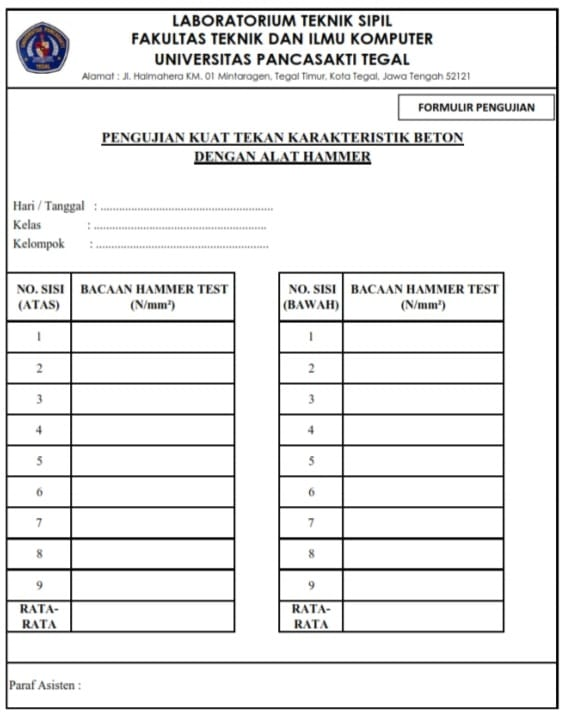 UNIVERSITAS PANCASAKTI
TEGAL
LABORATORIUM TEKNIK SIPIL
FAKULTAS TEKNIK DAN ILMU KOMPUTER
UNIVERSITAS PANCASAKTI TEGAL
Alamat : Jl. Halmahera KM. 01 Mintaragen, Tegal Timur, Kota Tegal, Jawa Tengah 52121
FORMULIR PENGUJIAN
PENGUJIAN KUAT TEKAN KARAKTERISTIK BETON
DENGAN ALAT HAMMER
Hari / Tanggal : ..........................................................
Kelas : ..........................................................
Kelompok : ..........................................................
NO. SISI (ATAS) BACAAN HAMMER TEST (N/mm²)
1
2
3
4
5
6
7
8
9
RATA-RATA
NO. SISI (BAWAH) BACAAN HAMMER TEST (N/mm²)
1
2
3
4
5
6
7
8
9
RATA-RATA
Paraf Asisten :